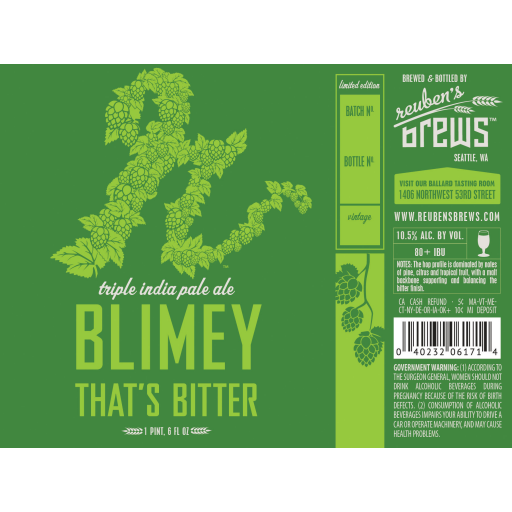 triple india pale ale
BLIMEY
THAT'S BITTER
1 PINT, 6 FL OZ
limited edition
BATCH Nº
BOTTLE Nº
vintage
BREWED & BOTTLED BY
reuben's
brews™
SEATTLE, WA
VISIT OUR BALLARD TASTING ROOM
1406 NORTHWEST 53RD STREET
WWW.REUBENSBREWS.COM
10.5% ALC. BY VOL.
80+ IBU
NOTES: The hop profile is dominated by notes
of pine, citrus and tropical fruit, with a malt
backbone supporting and balancing the
bitter finish.
CA CASH REFUND - 5¢ MA-VT-ME-
CT-NY-DE-OR-IA-OK+ 10¢ MI DEPOSIT
0 40232 06171 4
GOVERNMENT WARNING: (1) ACCORDING TO
THE SURGEON GENERAL, WOMEN SHOULD NOT
DRINK ALCOHOLIC BEVERAGES DURING
PREGNANCY BECAUSE OF THE RISK OF BIRTH
DEFECTS. (2) CONSUMPTION OF ALCOHOLIC
BEVERAGES IMPAIRS YOUR ABILITY TO DRIVE A
CAR OR OPERATE MACHINERY, AND MAY CAUSE
HEALTH PROBLEMS.